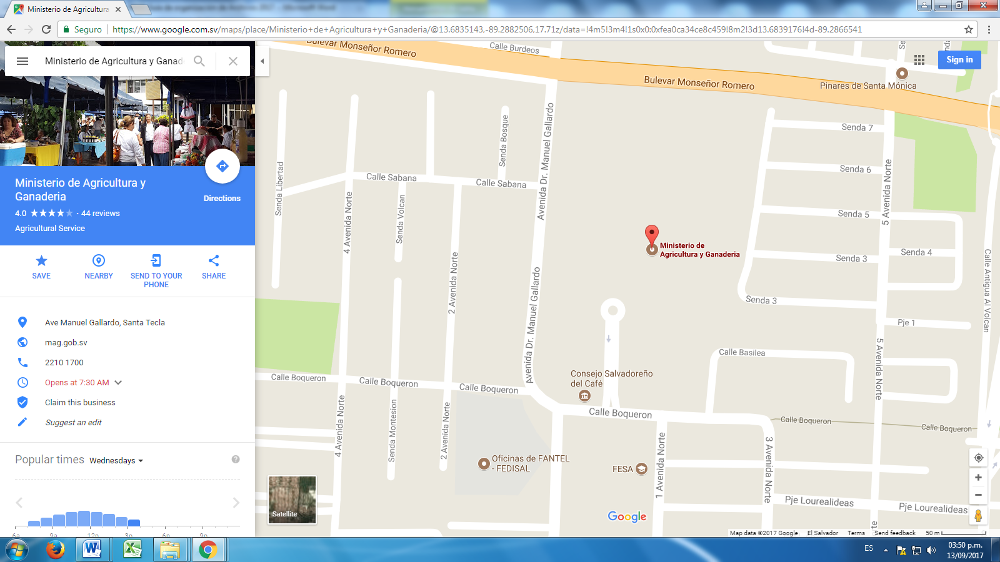 Ministerio de Agricultura
Seguro
https://www.google.com.sv/maps/place/Ministerio+de+Agricultura+y+Ganaderia/@13.6835143,-89.2882506,17.71z/data=!4m5!3m4!1s0x0:0xfea0ca34ce8c459!8m2!3d13.6839176!4d-89.2866541
Ministerio de Agricultura y Ganad
Ministerio de Agricultura y
Ganaderia
4.0
· 44 reviews
Agricultural Service
Directions
SAVE
NEARBY
SEND TO YOUR
PHONE
SHARE
Ave Manuel Gallardo, Santa Tecla
mag.gob.sv
2210 1700
Opens at 7:30 AM
Claim this business
Suggest an edit
Popular times
Wednesdays
6a 9a 12p 3p 6p 9p
Sign in
Bulevar Monseñor Romero
Calle Burdeos
Bulevar Monseñor Romero
Pinares de Santa Mónica
Senda 7
Senda 6
Senda 5
Senda 3
Senda 4
Senda 3
Pje 1
5 Avenida Norte
5 Avenida Norte
Calle Antigua Al Volcan
Senda Libertad
Calle Sabana
Calle Sabana
Senda Bosque
Avenida Dr. Manuel Gallardo
Avenida Dr. Manuel Gallardo
4 Avenida Norte
Senda Volcan
2 Avenida Norte
Ministerio de
Agricultura y Ganaderia
Calle Basilea
Consejo Salvadoreño
del Café
Calle Boqueron
Calle Boqueron
Calle Boqueron
Calle Boqueron
Calle Boqueron
Calle Boqueron
4 Avenida Norte
Senda Montesion
2 Avenida Norte
Oficinas de FANTEL
- FEDISAL
FESA
1 Avenida Norte
3 Avenida Norte
Pje Lourealideas
Pje Lourealideas
Satellite
Google
Map data ©2017 Google
El Salvador
Terms
Send feedback
50 m
ES
03:50 p.m.
13/09/2017